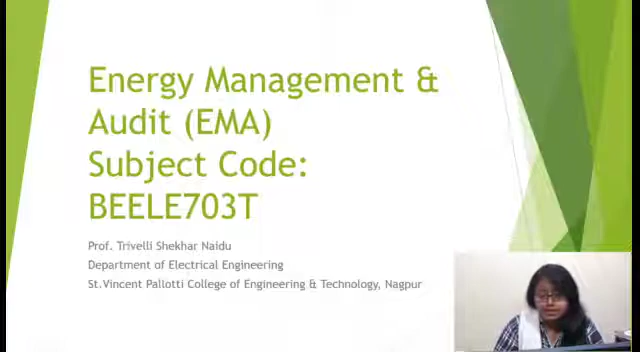 Energy Management &
Audit (EMA)
Subject Code:
BEELE703T
Prof. Trivelli Shekhar Naidu
Department of Electrical Engineering
St.Vincent Pallotti College of Engineering & Technology, Nagpur